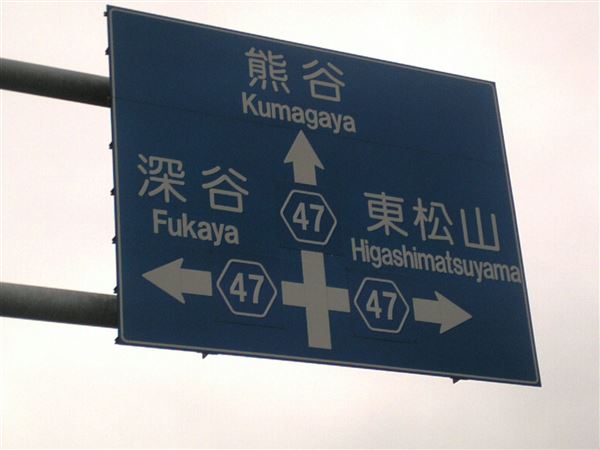 熊谷
Kumagaya
深谷
Fukaya
47
東松山
Higashimatsuyama
47
47